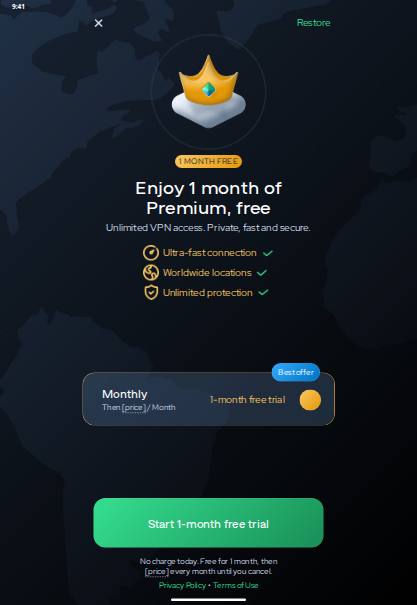 9:41
Restore
1 MONTH FREE
Enjoy 1 month of
Premium, free
Unlimited VPN access. Private, fast and secure.
Ultra-fast connection
Worldwide locations
Unlimited protection
Best offer
Monthly
1-month free trial
Then [price] / Month
Start 1-month free trial
No charge today. Free for 1 month, then
[price] every month until you cancel.
Privacy Policy • Terms of Use